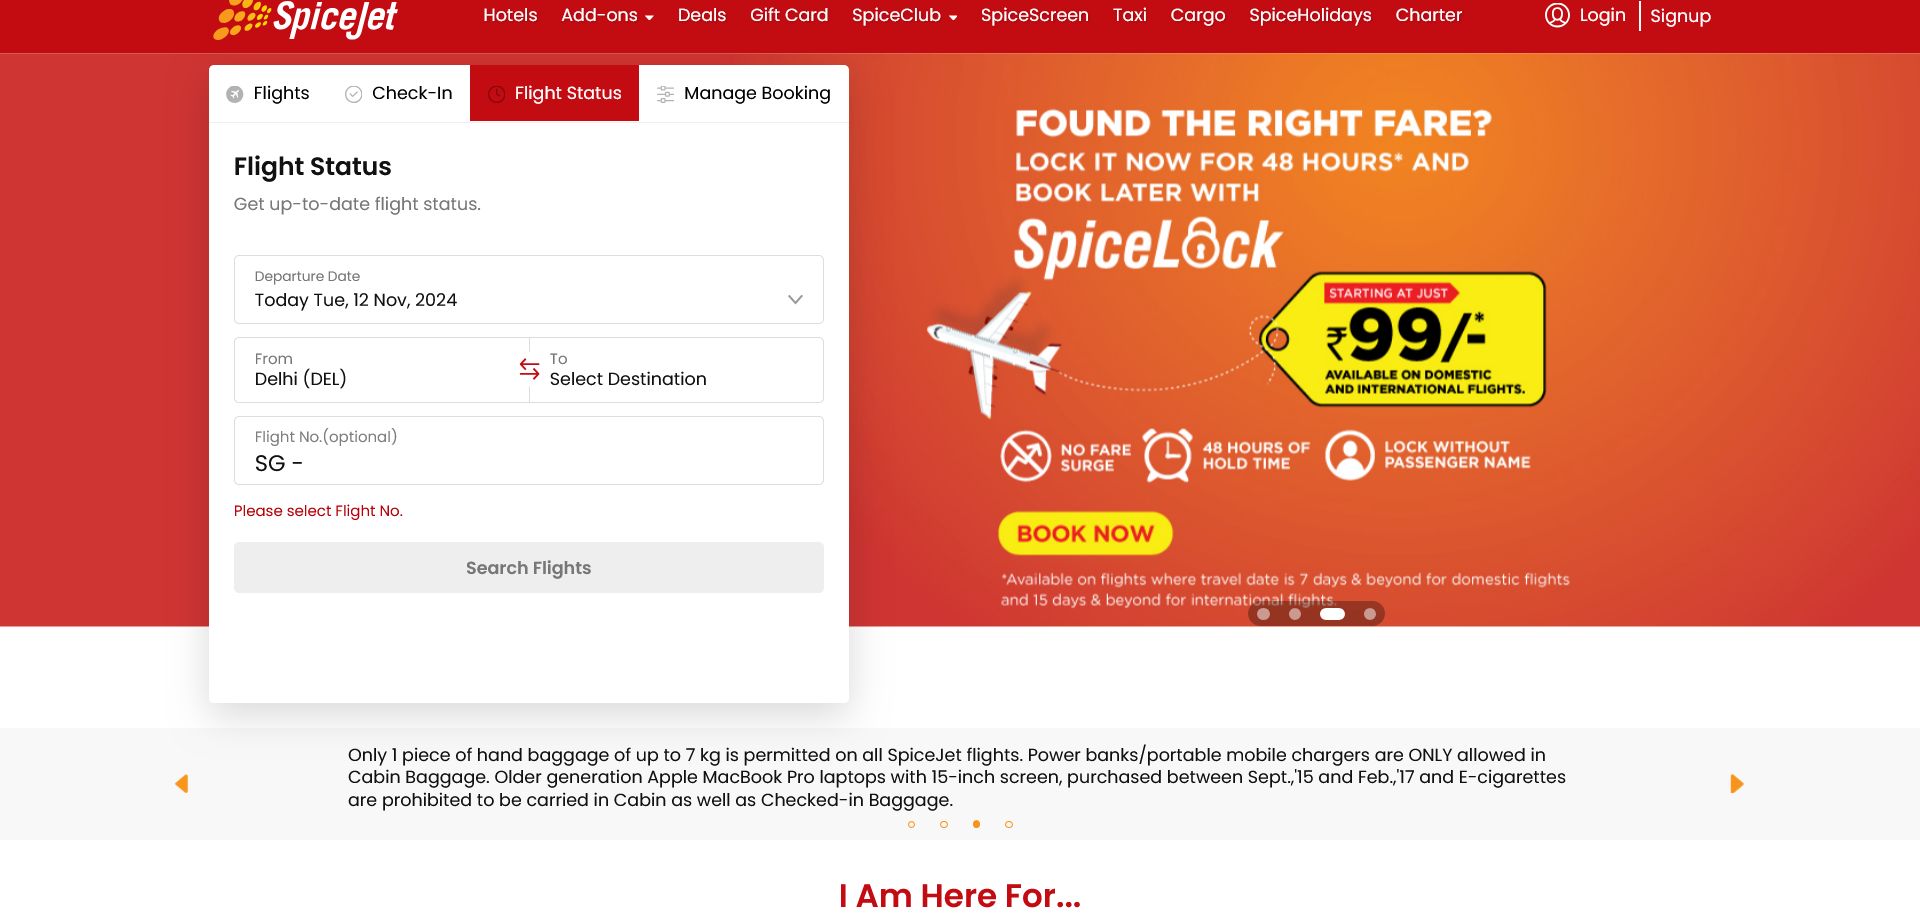 SpiceJet
Hotels Add-ons Deals Gift Card SpiceClub SpiceScreen Taxi Cargo SpiceHolidays Charter Login Signup
Flights Check-In Flight Status Manage Booking
Flight Status
Get up-to-date flight status.
Departure Date
Today Tue, 12 Nov, 2024
From
Delhi (DEL)
To
Select Destination
Flight No.(optional)
SG -
Please select Flight No.
Search Flights
FOUND THE RIGHT FARE?
LOCK IT NOW FOR 48 HOURS* AND
BOOK LATER WITH
SpiceLock
STARTING AT JUST
₹99/-*
AVAILABLE ON DOMESTIC
AND INTERNATIONAL FLIGHTS.
NO FARE
SURGE
48 HOURS OF
HOLD TIME
LOCK WITHOUT
PASSENGER NAME
BOOK NOW
*Available on flights where travel date is 7 days & beyond for domestic flights
and 15 days & beyond for international flights.
Only 1 piece of hand baggage of up to 7 kg is permitted on all SpiceJet flights. Power banks/portable mobile chargers are ONLY allowed in
Cabin Baggage. Older generation Apple MacBook Pro laptops with 15-inch screen, purchased between Sept.,'15 and Feb.,'17 and E-cigarettes
are prohibited to be carried in Cabin as well as Checked-in Baggage.
I Am Here For...